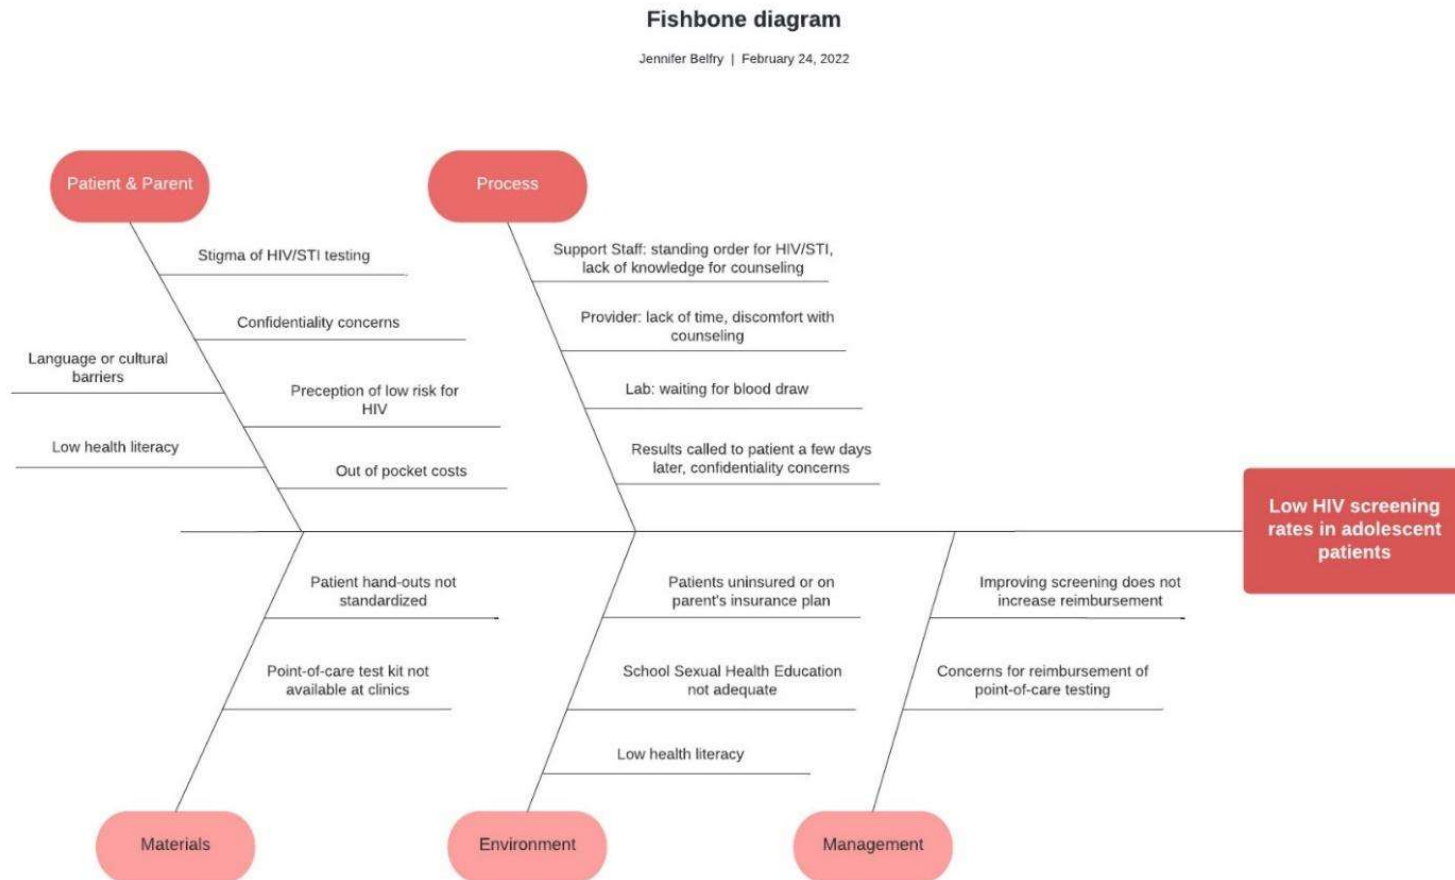 Fishbone diagram
Jennifer Belfry | February 24, 2022
Patient & Parent
Stigma of HIV/STI testing
Confidentiality concerns
Language or cultural
barriers
Preception of low risk for
HIV
Low health literacy
Out of pocket costs
Process
Support Staff: standing order for HIV/STI,
lack of knowledge for counseling
Provider: lack of time, discomfort with
counseling
Lab: waiting for blood draw
Results called to patient a few days
later, confidentiality concerns
Low HIV screening
rates in adolescent
patients
Patient hand-outs not
standardized
Point-of-care test kit not
available at clinics
Materials
Patients uninsured or on
parent's insurance plan
School Sexual Health Education
not adequate
Low health literacy
Environment
Improving screening does not
increase reimbursement
Concerns for reimbursement of
point-of-care testing
Management